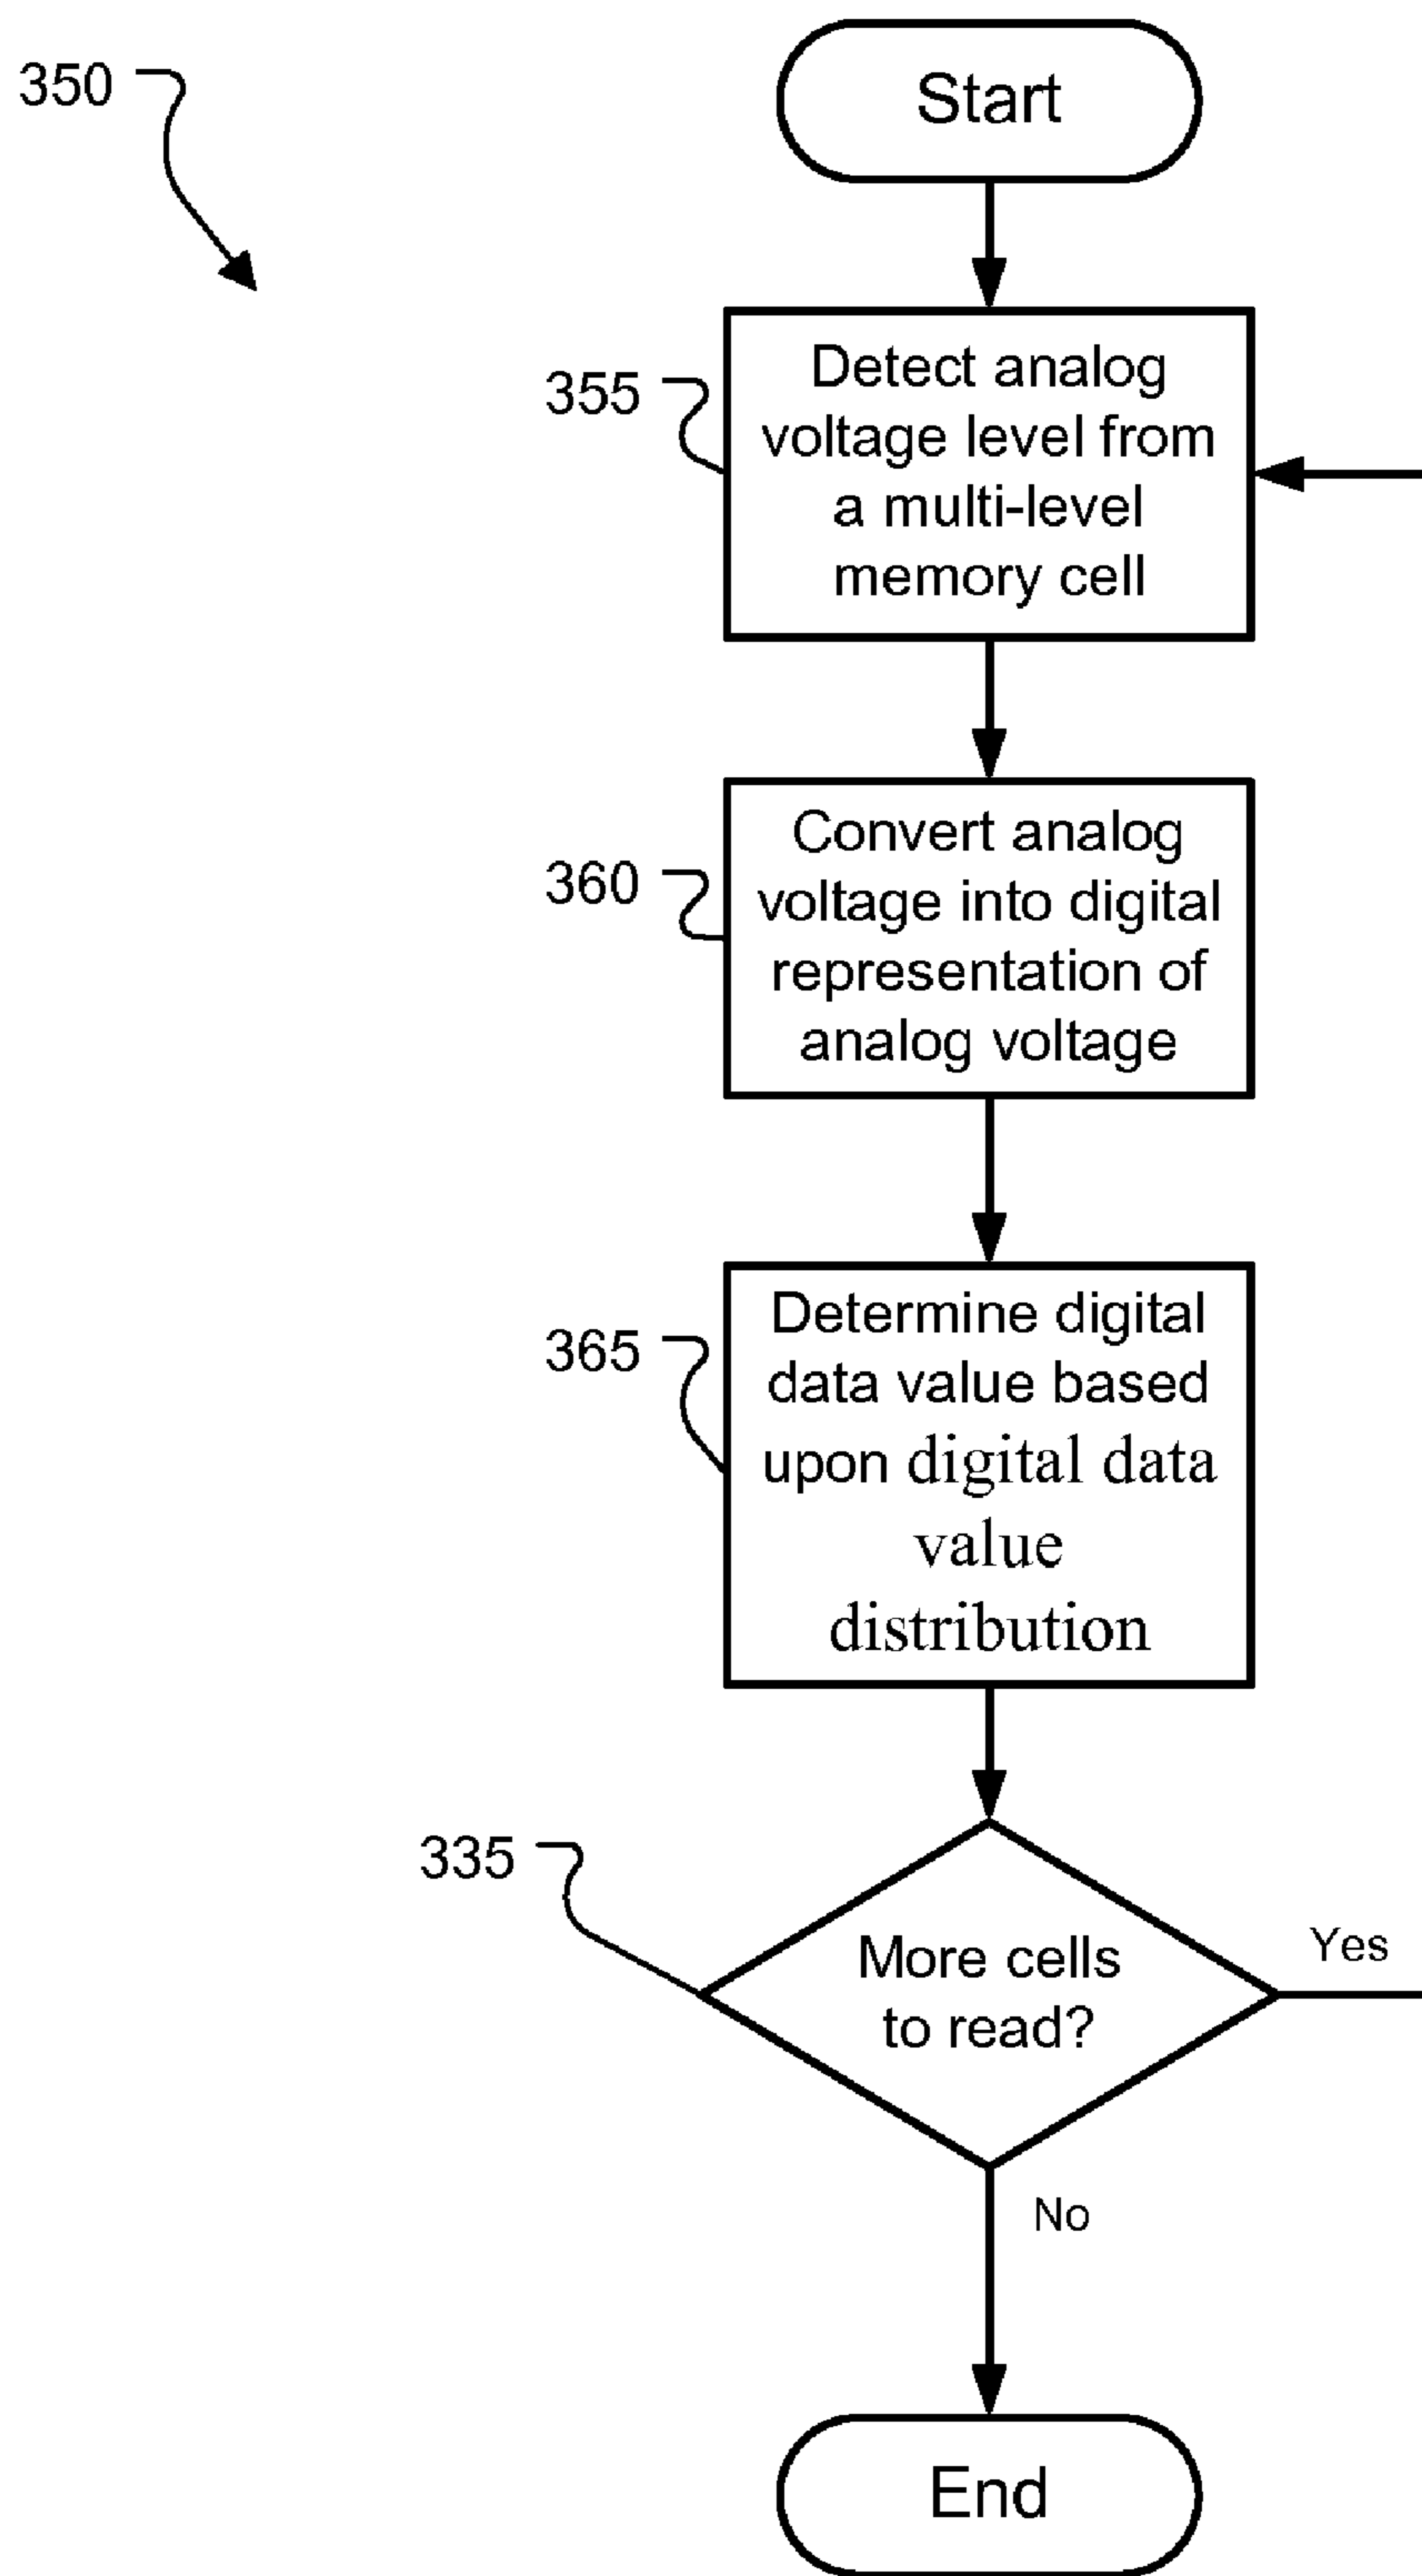 350
Start
355
Detect analog
voltage level from
a multi-level
memory cell
360
Convert analog
voltage into digital
representation of
analog voltage
365
Determine digital
data value based
upon digital data
value
distribution
335
More cells
to read?
Yes
No
End